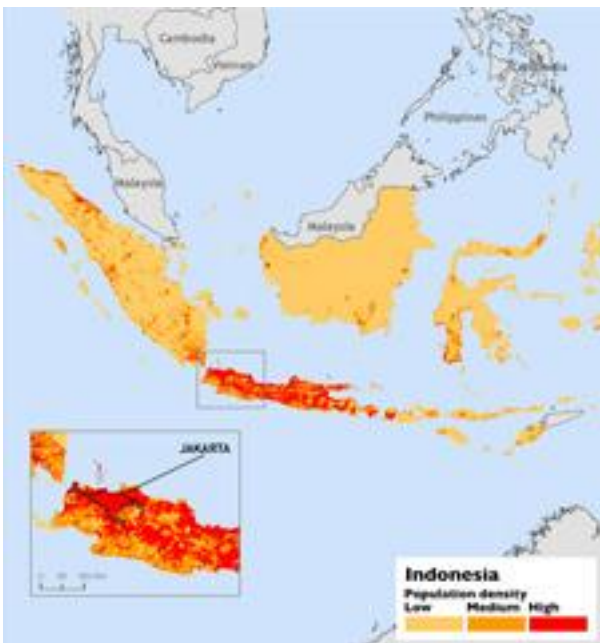 Cambodia
Vietnam
Philippines
Malaysia
Malaysia
JAKARTA
Indonesia
Population density
Low Medium High